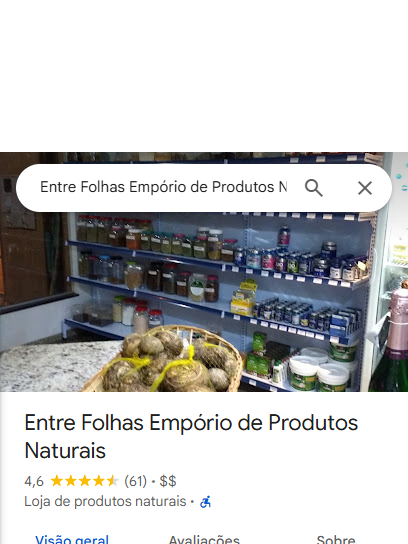 Entre Folhas Empório de Produtos N
Entre Folhas Empório de Produtos
Naturais
4,6 (61) • $$
Loja de produtos naturais •
Visão geral Avaliações Sobre